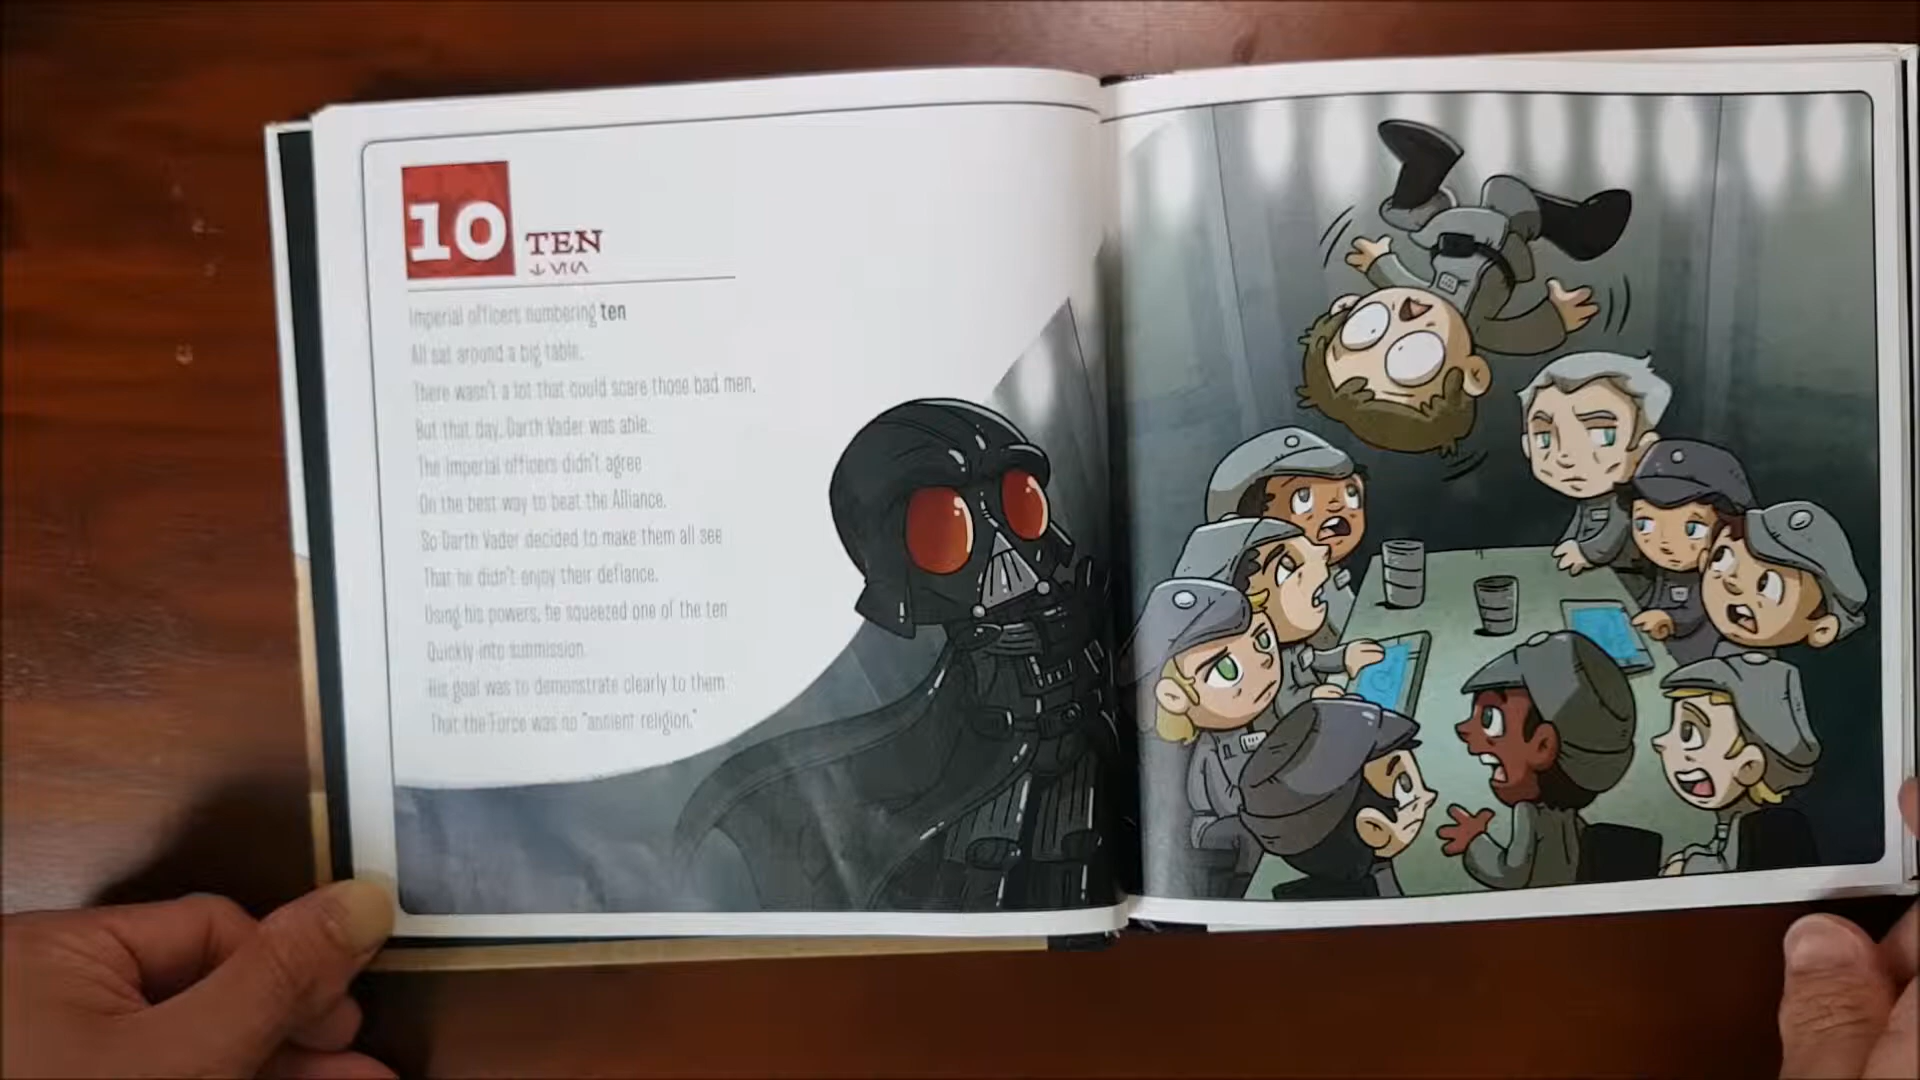 10
TEN
Imperial officers numbering ten
All sat around a big table.
There wasn't a lot that could scare those bad men,
But that day, Darth Vader was able.
The Imperial officers didn't agree
On the best way to beat the Alliance.
So Darth Vader decided to make them all see
That he didn't enjoy their defiance.
Using his powers, he squeezed one of the ten
Quickly into submission.
His goal was to demonstrate clearly to them
That the Force was no "ancient religion."